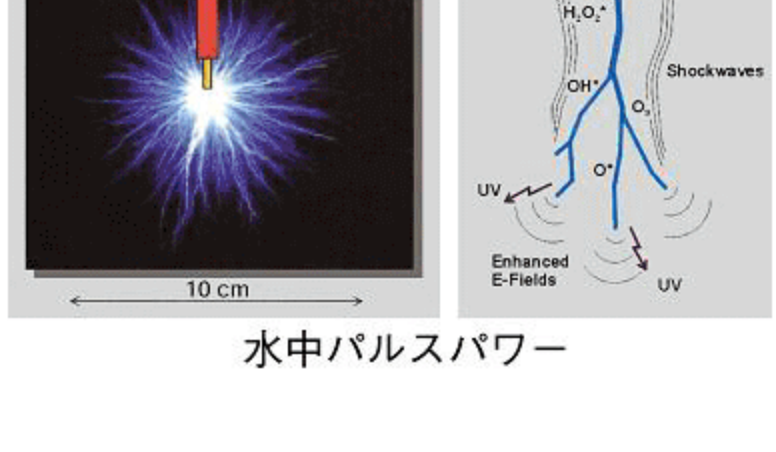 H₂O₂*
Shockwaves
OH*
O₃
O*
UV
Enhanced
E-Fields
UV
10 cm
水中パルスパワー